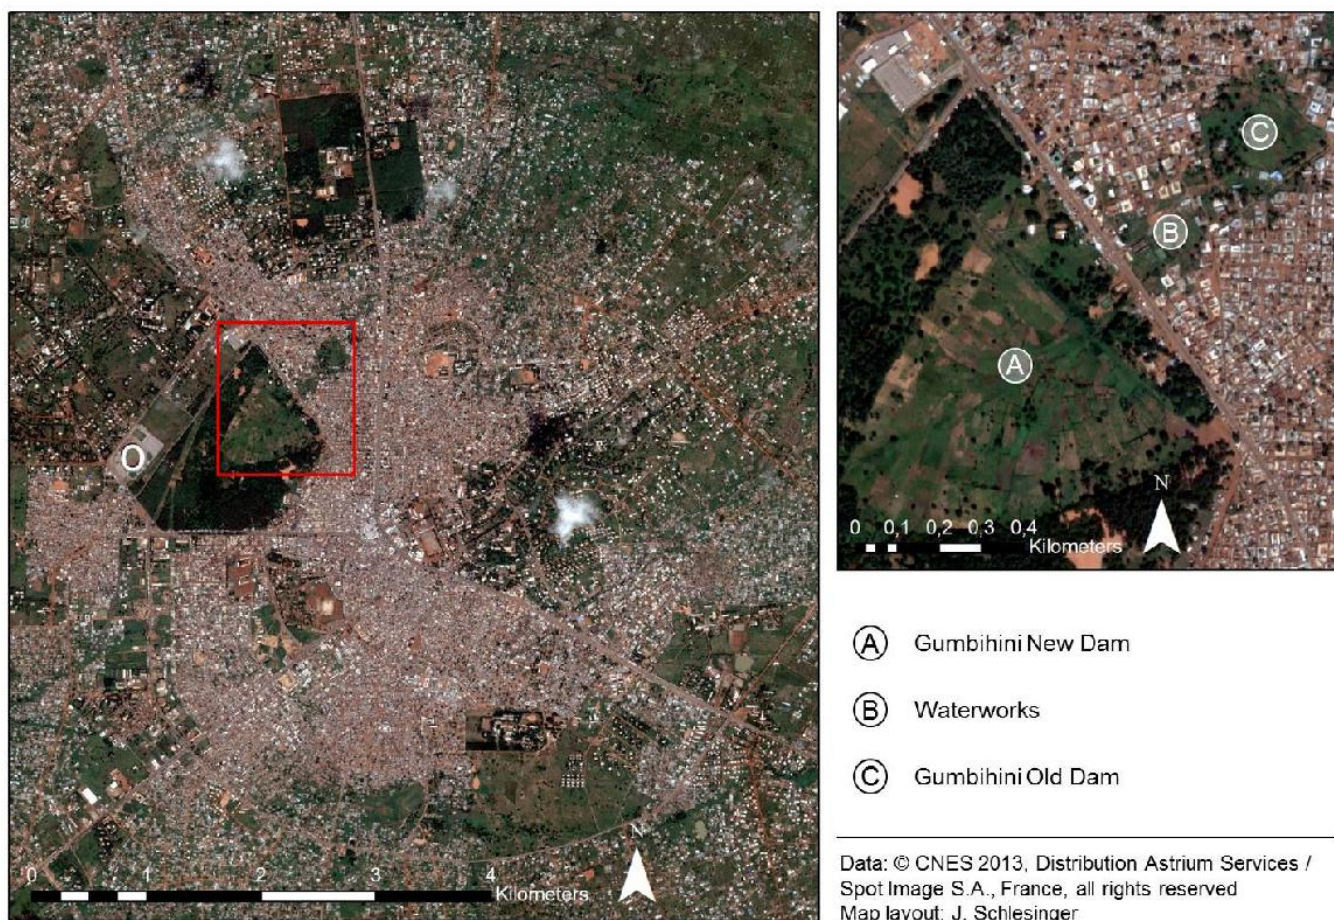 N
0 1 2 3 4
Kilometers
C
B
A
N
0 0,1 0,2 0,3 0,4
Kilometers
A Gumbihini New Dam
B Waterworks
C Gumbihini Old Dam
Data: © CNES 2013, Distribution Astrium Services /
Spot Image S.A., France, all rights reserved
Map layout: J. Schlesinger